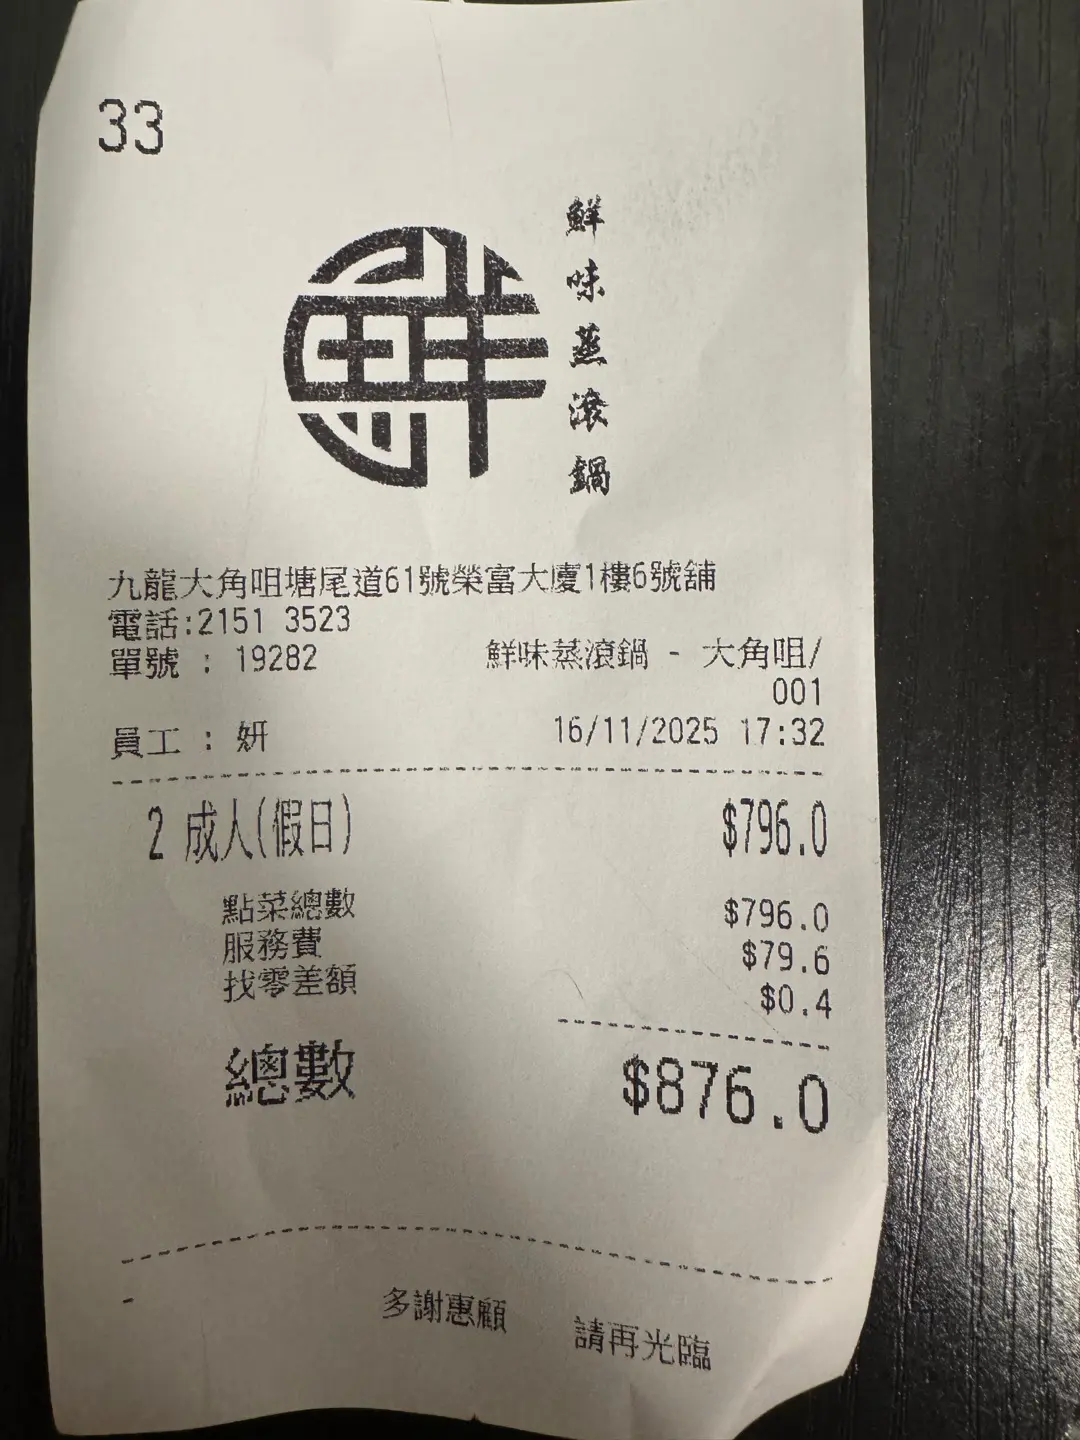 33
鮮味蒸滾鍋
鮮
九龍大角咀塘尾道61號榮富大廈1樓6號舖
電話:2151 3523
單號 : 19282 鮮味蒸滾鍋 - 大角咀/
001
員工 : 妍 16/11/2025 17:32
2 成人(假日) $796.0
點菜總數 $796.0
服務費 $79.6
找零差額 $0.4
總數 $876.0
-
多謝惠顧 請再光臨